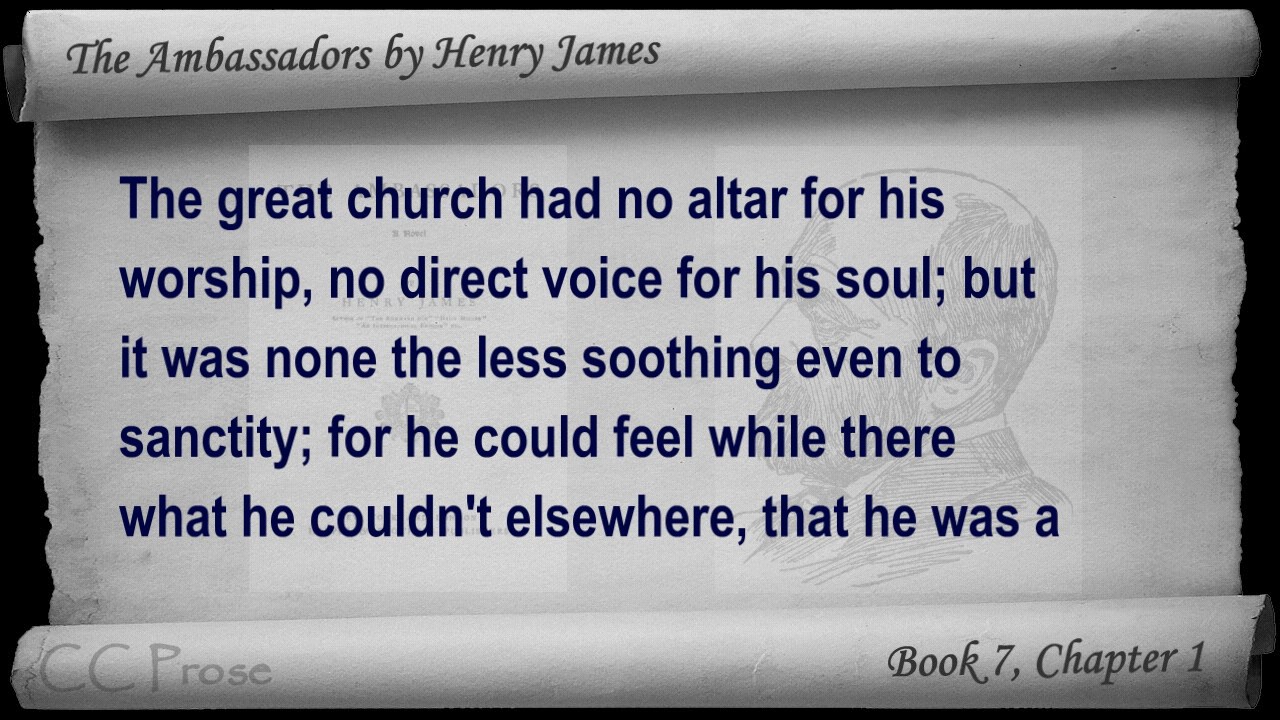 The Ambassadors by Henry James
The great church had no altar for his
worship, no direct voice for his soul; but
it was none the less soothing even to
sanctity; for he could feel while there
what he couldn't elsewhere, that he was a
CC Prose
Book 7, Chapter 1